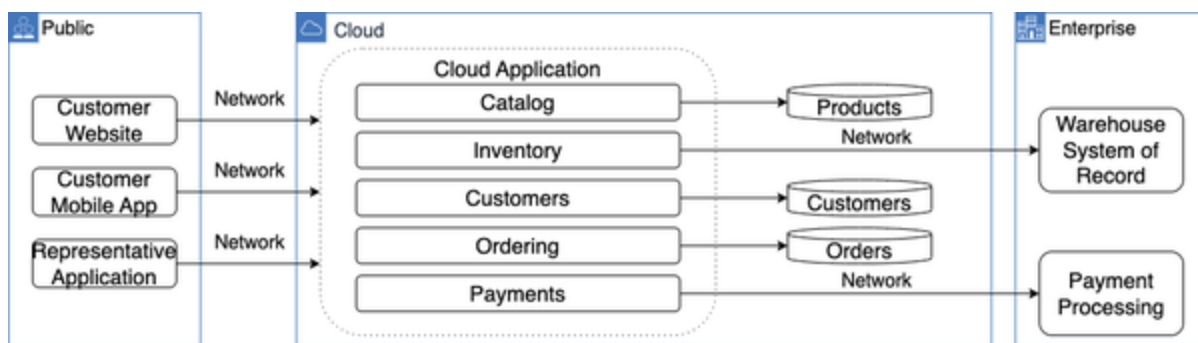 Public
Customer
Website
Customer
Mobile App
Representative
Application
Network
Network
Network
Cloud
Cloud Application
Catalog
Inventory
Customers
Ordering
Payments
Products
Network
Customers
Orders
Network
Enterprise
Warehouse
System of
Record
Payment
Processing